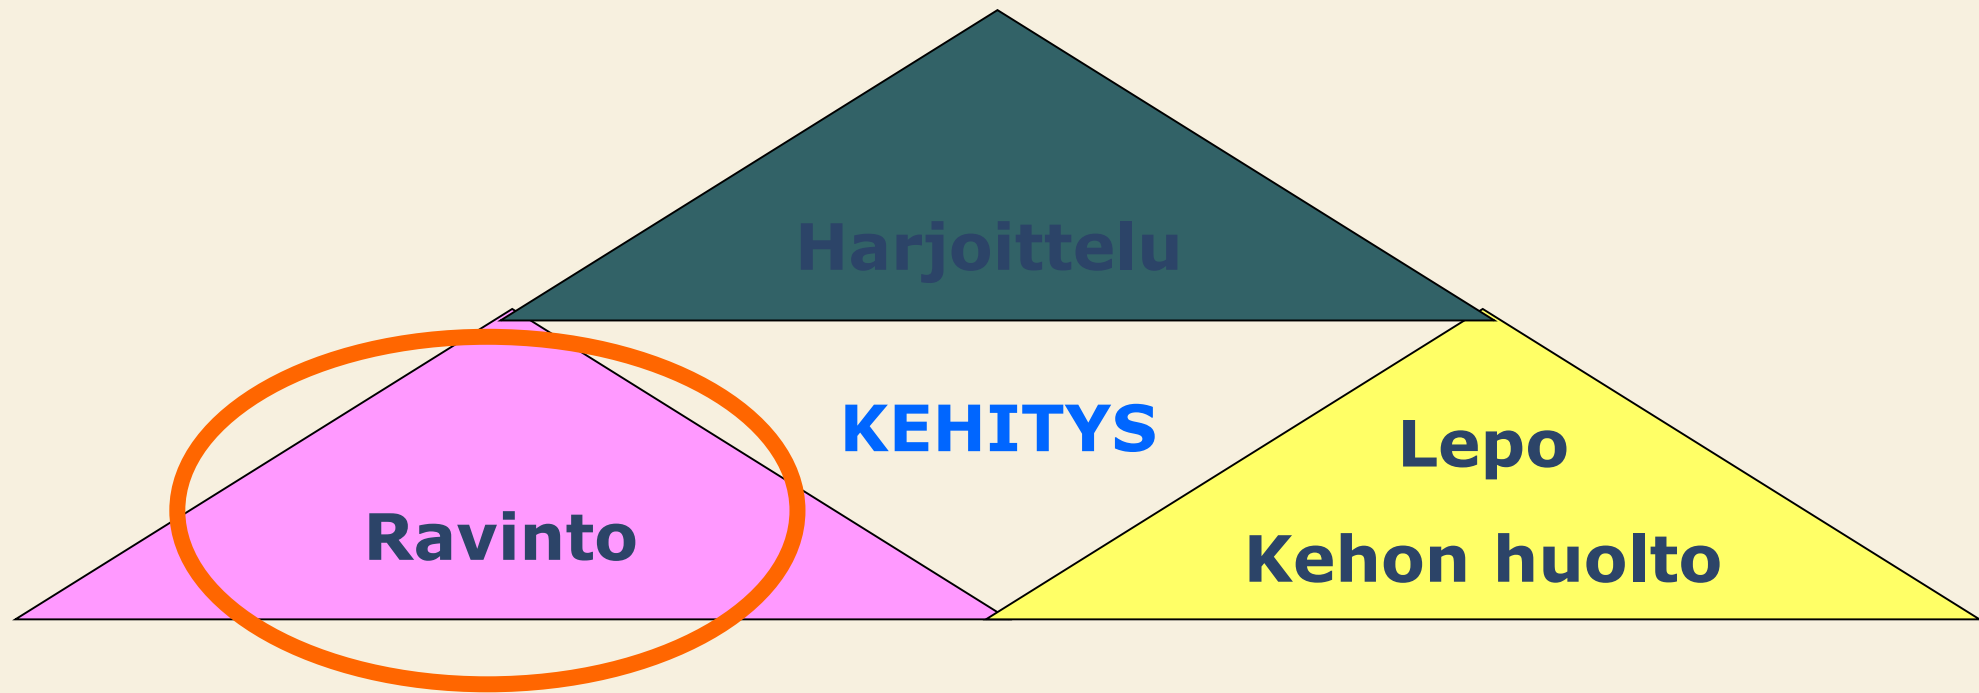 Harjoittelu
KEHITYS
Ravinto
Lepo
Kehon huolto